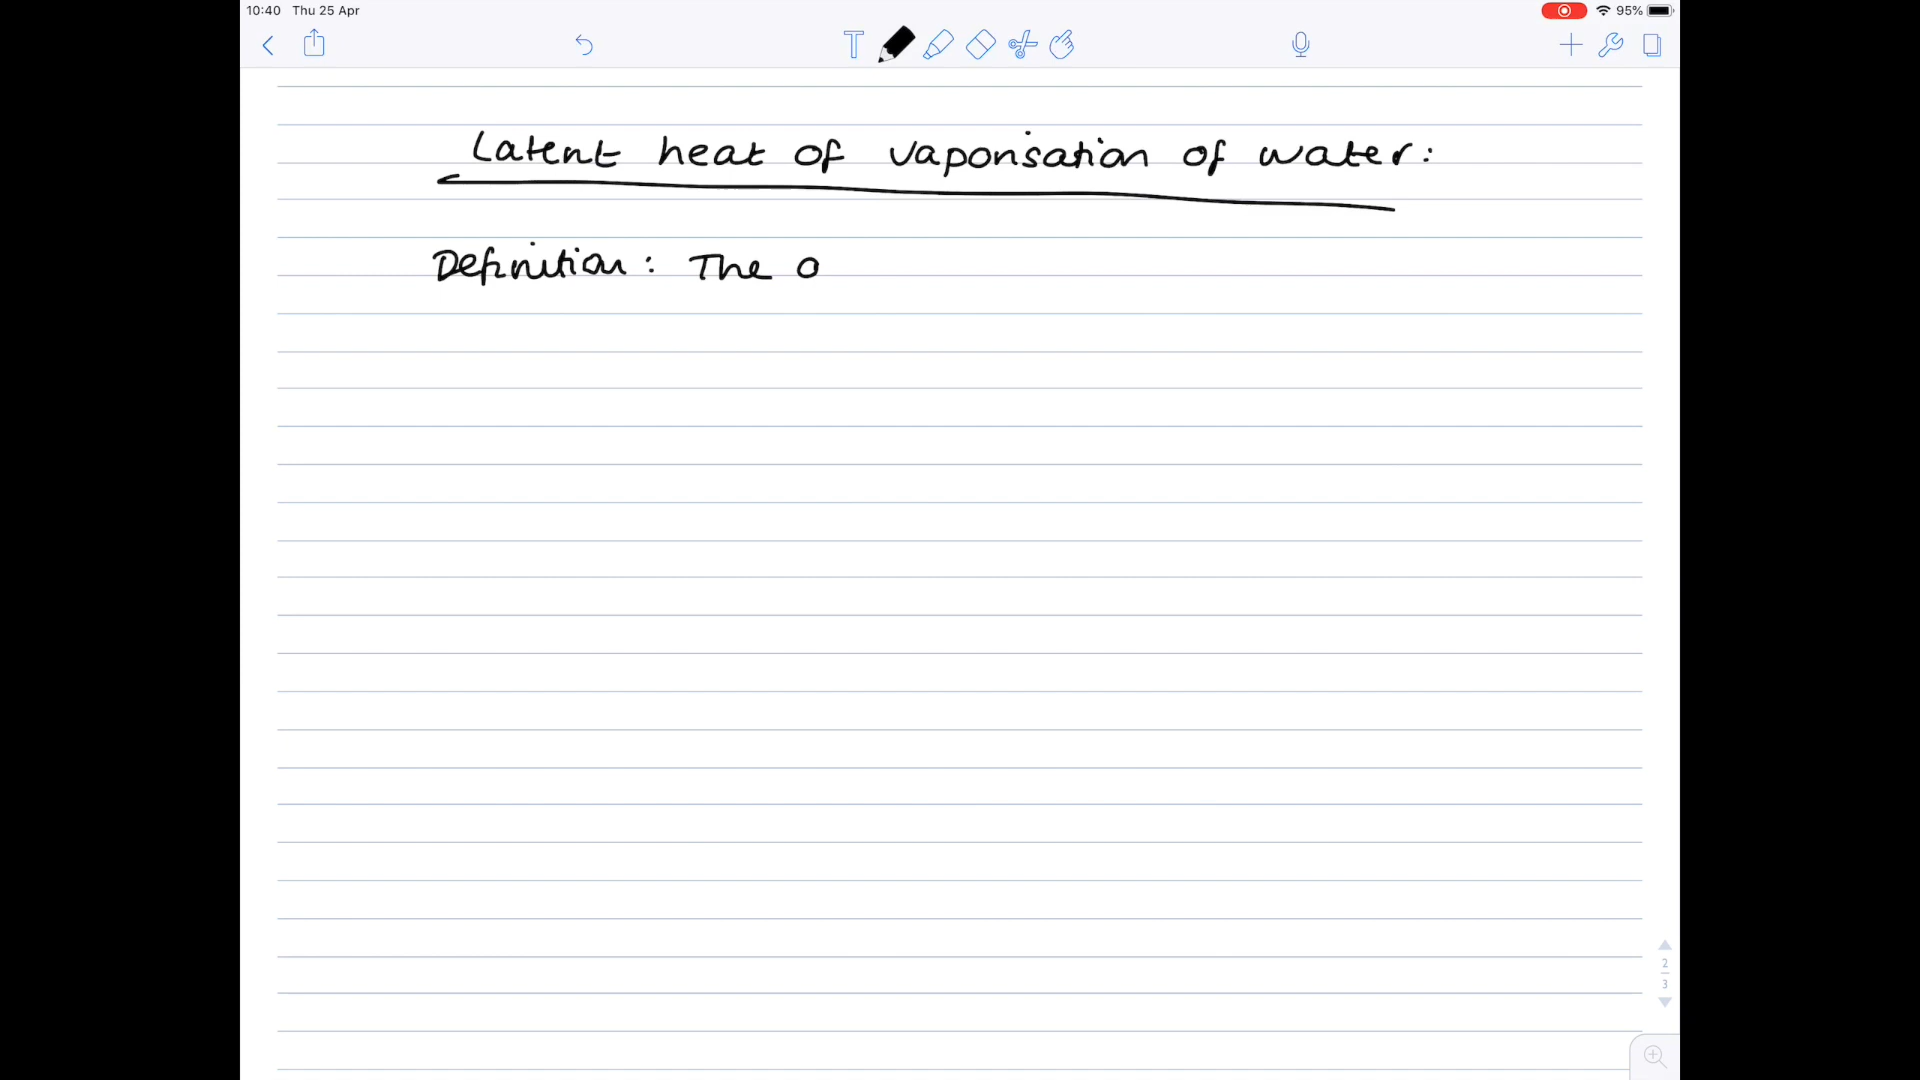 10:40 Thu 25 Apr 95%
T
Latent heat of vaporisation of water:
Definition: The a
2
3